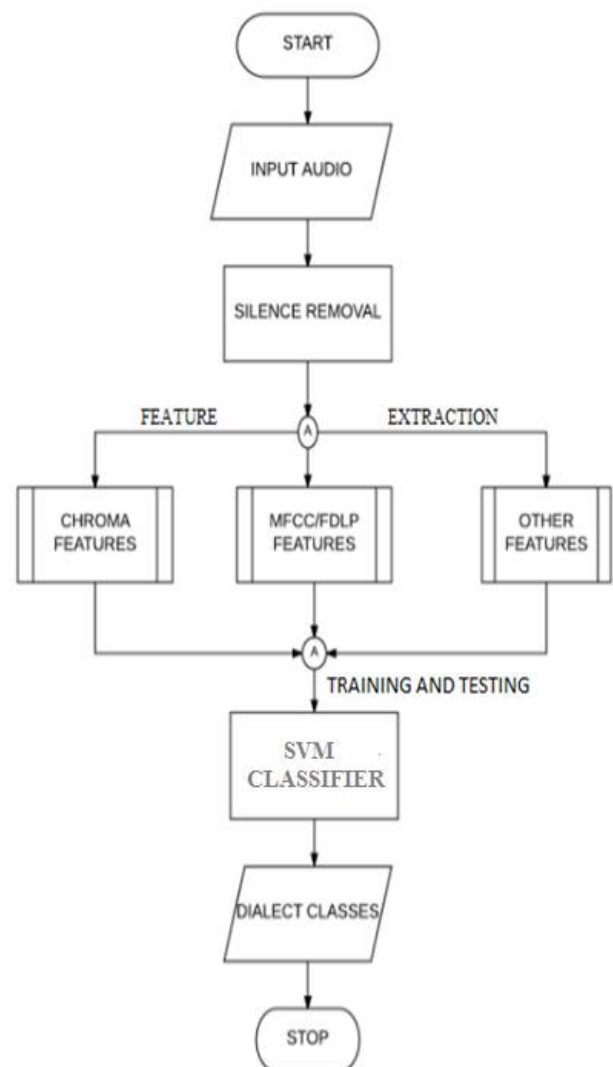 START
INPUT AUDIO
SILENCE REMOVAL
FEATURE
A
EXTRACTION
CHROMA
FEATURES
MFCC/FDLP
FEATURES
OTHER
FEATURES
A
TRAINING AND TESTING
SVM
CLASSIFIER
DIALECT CLASSES
STOP